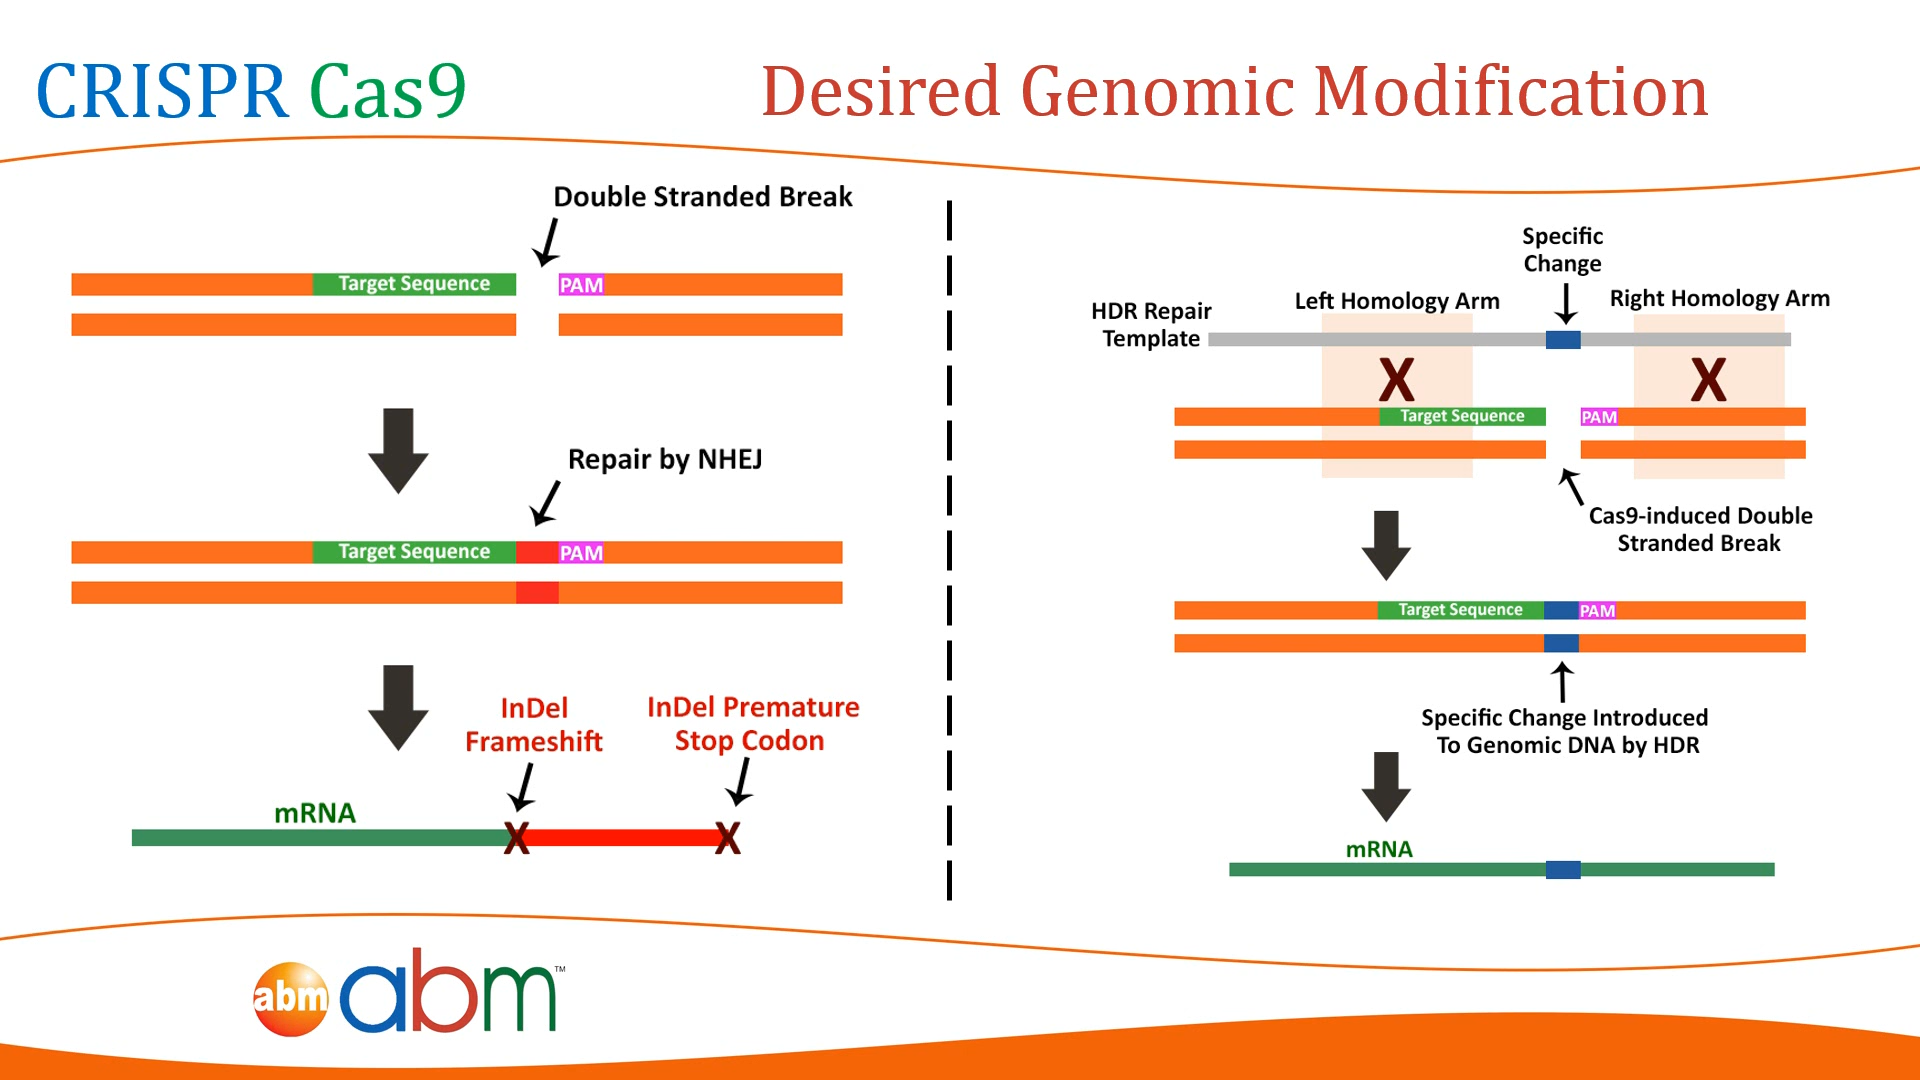 CRISPR Cas9
Desired Genomic Modification
Double Stranded Break
Target Sequence
PAM
Repair by NHEJ
Target Sequence
PAM
InDel
Frameshift
InDel Premature
Stop Codon
mRNA
X
X
Specific
Change
HDR Repair
Template
Left Homology Arm
Right Homology Arm
X
X
Target Sequence
PAM
Cas9-induced Double
Stranded Break
Target Sequence
PAM
Specific Change Introduced
To Genomic DNA by HDR
mRNA
abm
abm™